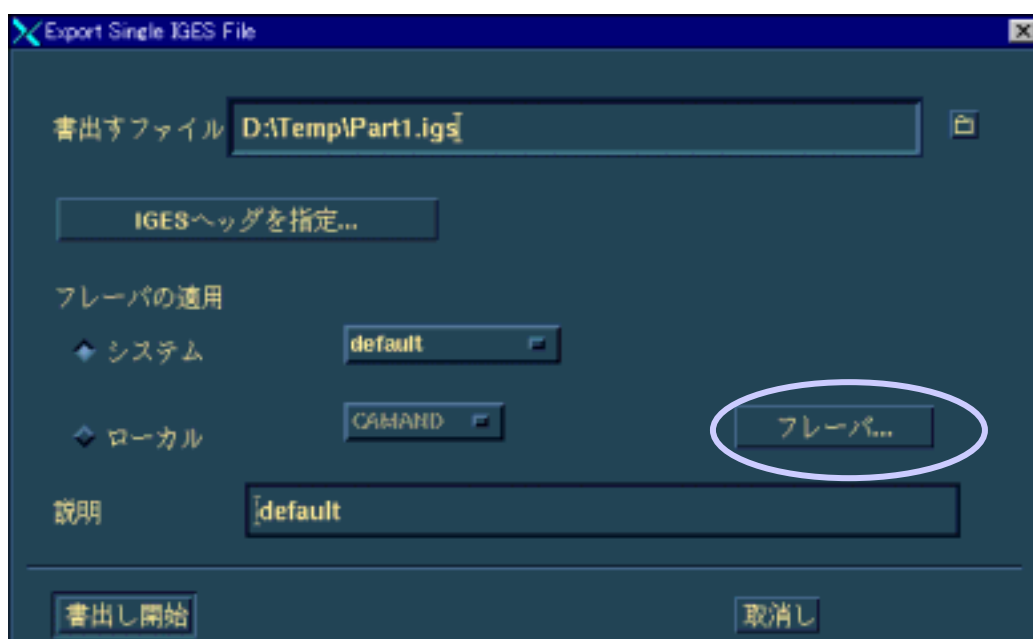 Export Single IGES File
書出すファイル D:\Temp\Part1.igs
IGESヘッダを指定...
フレーバの適用
システム default
ローカル CAMAND フレーバ...
説明 default
書出し開始 取消し